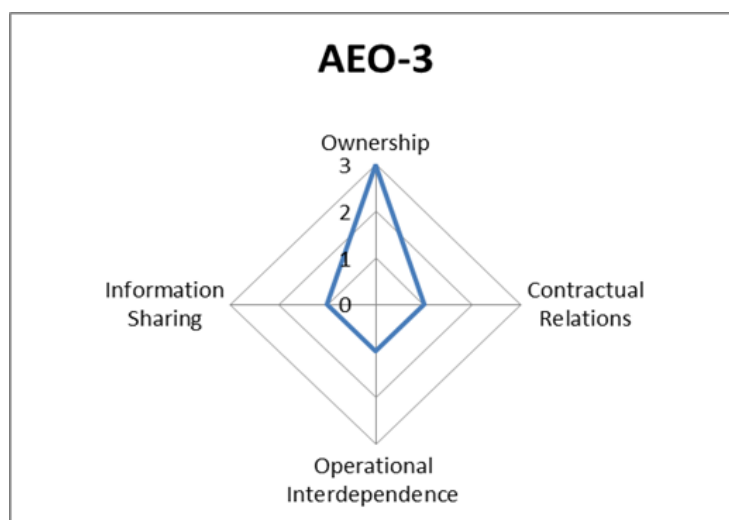 AEO-3
Ownership
3
2
1
0
Information
Sharing
Contractual
Relations
Operational
Interdependence